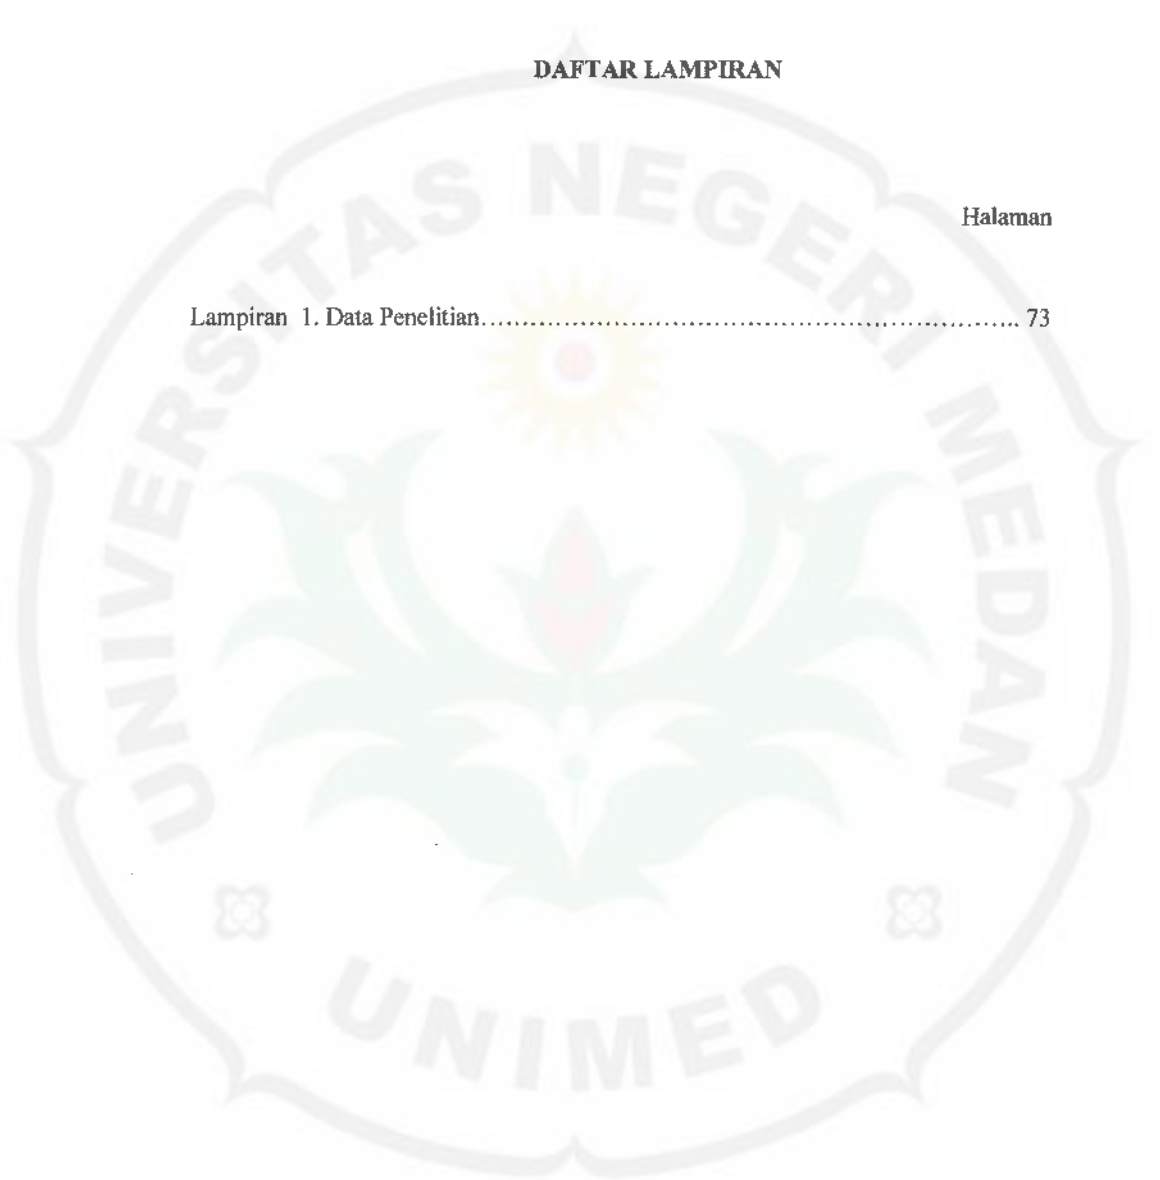 DAFTAR LAMPIRAN
Halaman
Lampiran 1. Data Penelitian.................................................................. 73
UNIVERSITAS NEGERI MEDAN
UNIMED